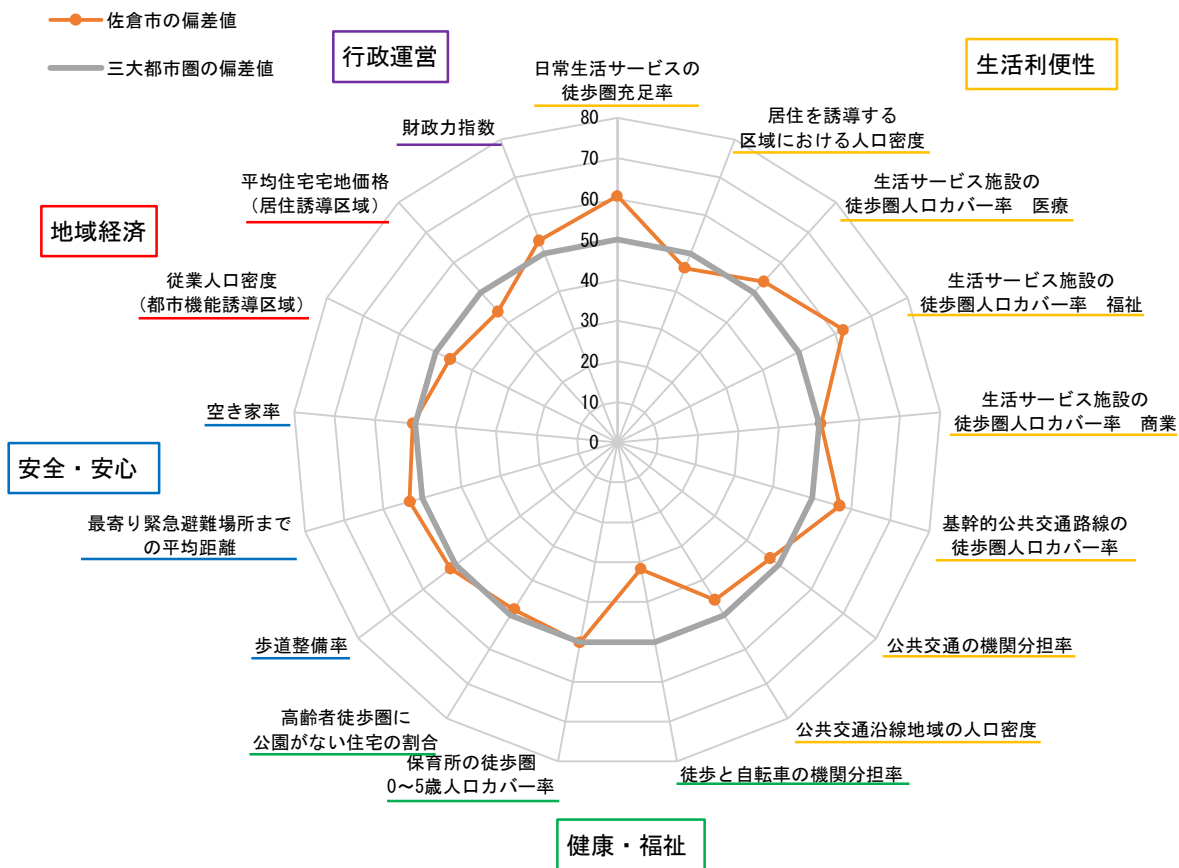 佐倉市の偏差値
三大都市圏の偏差値
行政運営
生活利便性
地域経済
安全・安心
健康・福祉
日常生活サービスの
徒歩圏充足率
居住を誘導する
区域における人口密度
生活サービス施設の
徒歩圏人口カバー率　医療
生活サービス施設の
徒歩圏人口カバー率　福祉
生活サービス施設の
徒歩圏人口カバー率　商業
基幹的公共交通路線の
徒歩圏人口カバー率
公共交通の機関分担率
公共交通沿線地域の人口密度
徒歩と自転車の機関分担率
保育所の徒歩圏
0～5歳人口カバー率
高齢者徒歩圏に
公園がない住宅の割合
歩道整備率
最寄り緊急避難場所まで
の平均距離
空き家率
従業人口密度
（都市機能誘導区域）
平均住宅宅地価格
（居住誘導区域）
財政力指数
80
70
60
50
40
30
20
10
0